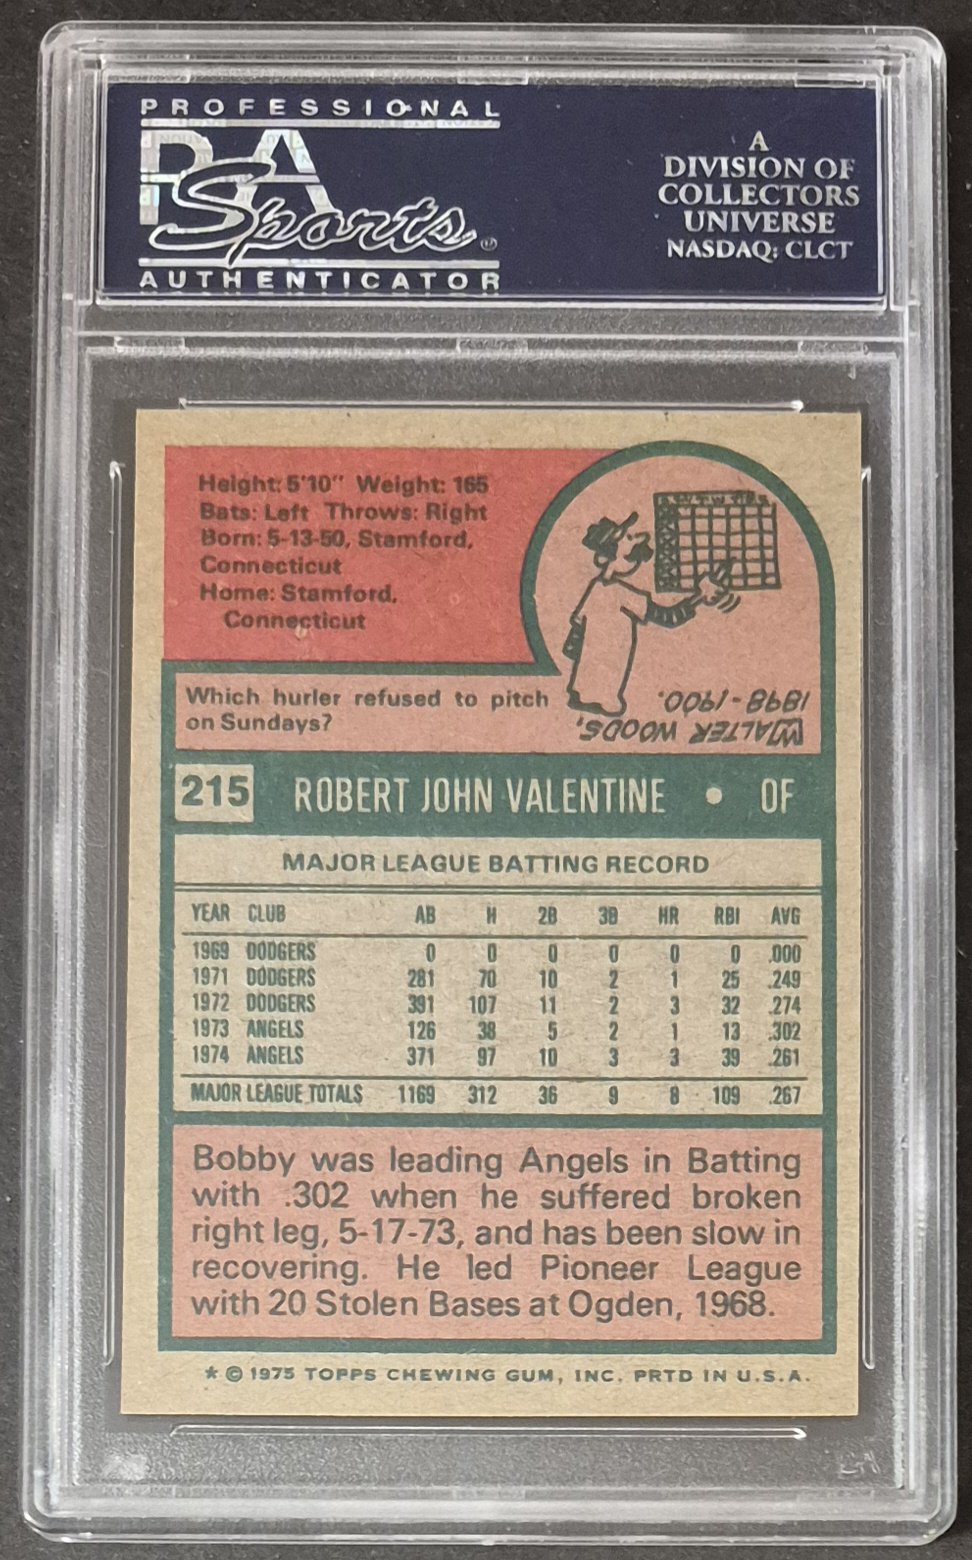 PROFESSIONAL
PSA
Sports
AUTHENTICATOR
A
DIVISION OF
COLLECTORS
UNIVERSE
NASDAQ: CLCT
Height: 5'10" Weight: 165
Bats: Left Throws: Right
Born: 5-13-50, Stamford,
Connecticut
Home: Stamford,
Connecticut
Which hurler refused to pitch
on Sundays?
WALTER WOODS,
1898-1900.
215 ROBERT JOHN VALENTINE • OF
MAJOR LEAGUE BATTING RECORD
YEAR CLUB AB H 2B 3B HR RBI AVG
1969 DODGERS 0 0 0 0 0 0 .000
1971 DODGERS 281 70 10 2 1 25 .249
1972 DODGERS 391 107 11 2 3 32 .274
1973 ANGELS 126 38 5 2 1 13 .302
1974 ANGELS 371 97 10 3 3 39 .261
MAJOR LEAGUE TOTALS 1169 312 36 9 8 109 .267
Bobby was leading Angels in Batting
with .302 when he suffered broken
right leg, 5-17-73, and has been slow in
recovering. He led Pioneer League
with 20 Stolen Bases at Ogden, 1968.
* © 1975 TOPPS CHEWING GUM, INC. PRTD IN U.S.A.